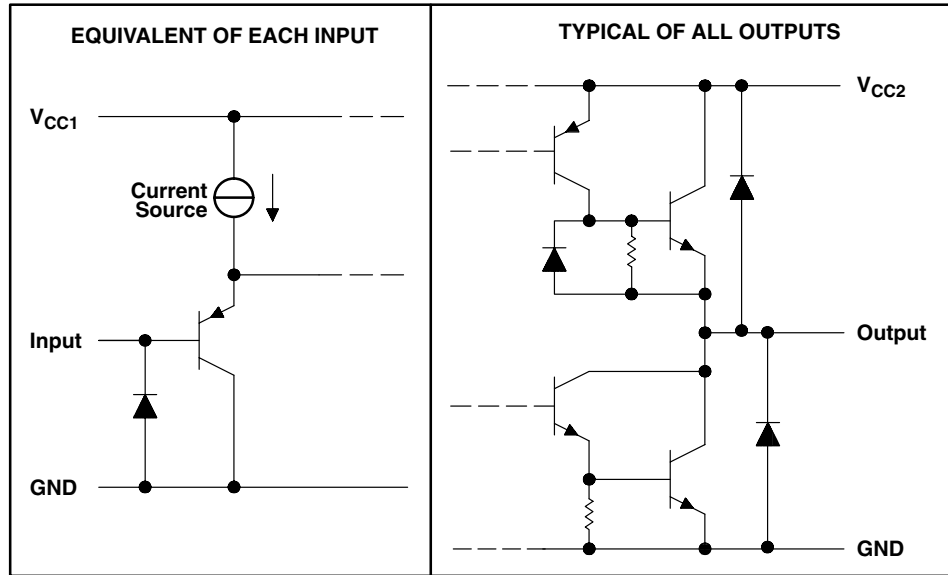 EQUIVALENT OF EACH INPUT
VCC1
Current
Source
Input
GND
TYPICAL OF ALL OUTPUTS
VCC2
Output
GND